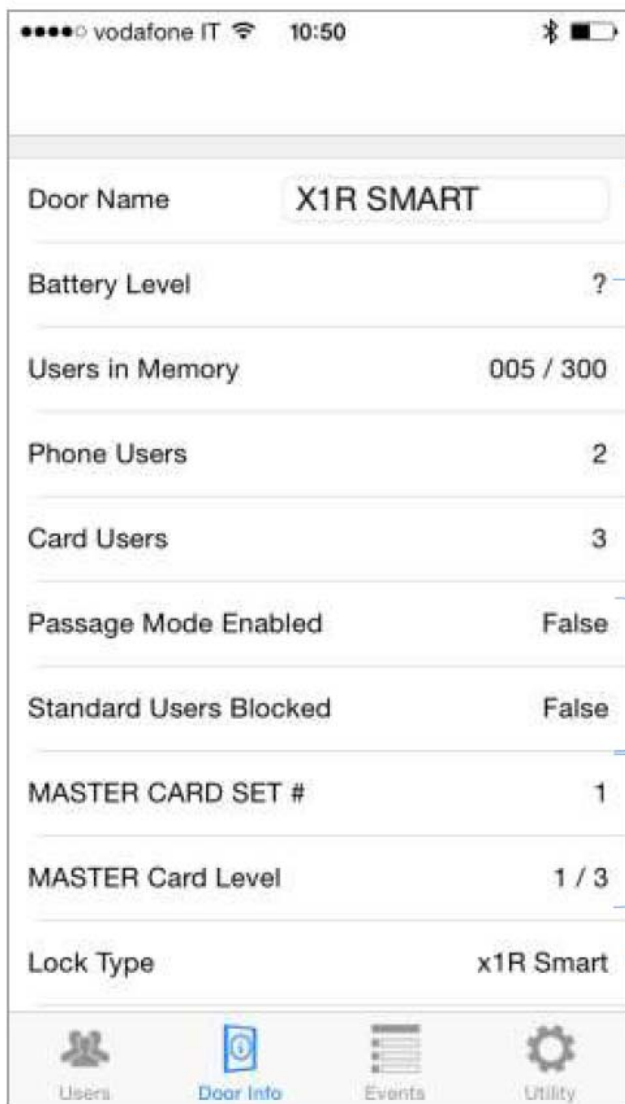 vodafone IT 10:50
Door Name X1R SMART
Battery Level ?
Users in Memory 005 / 300
Phone Users 2
Card Users 3
Passage Mode Enabled False
Standard Users Blocked False
MASTER CARD SET # 1
MASTER Card Level 1 / 3
Lock Type x1R Smart
Users Door Info Events Utility